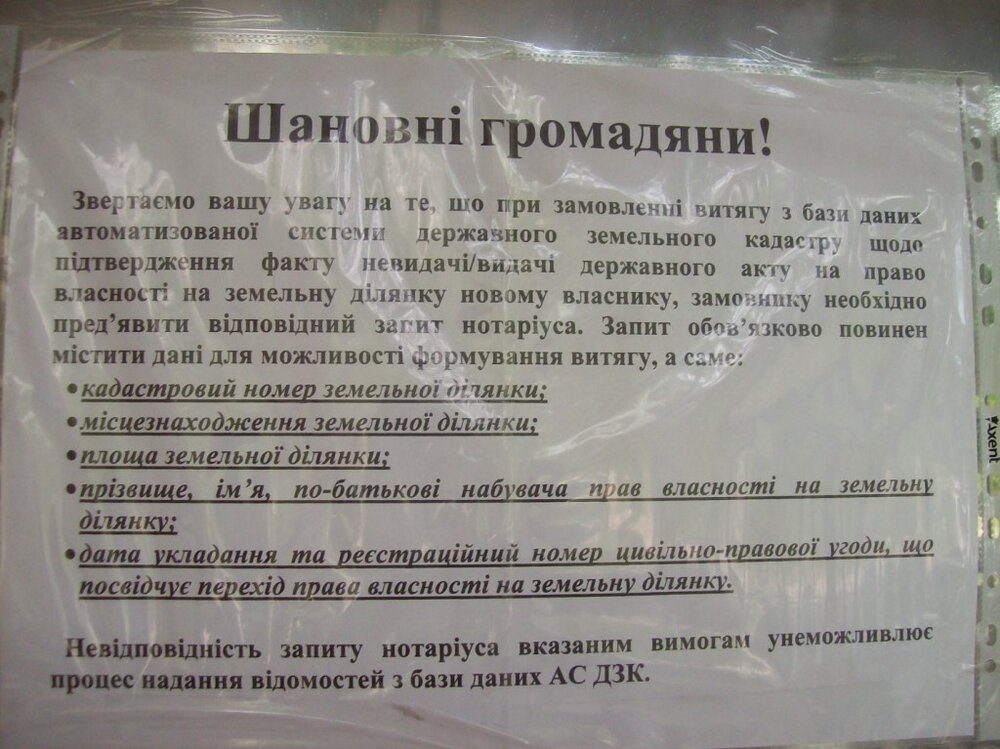 Шановні громадяни!
Звертаємо вашу увагу на те, що при замовленні витягу з бази даних
автоматизованої системи державного земельного кадастру щодо
підтвердження факту невидачі/видачі державного акту на право
власності на земельну ділянку новому власнику, замовнику необхідно
пред’явити відповідний запит нотаріуса. Запит обов’язково повинен
містити дані для можливості формування витягу, а саме:
•кадастровий номер земельної ділянки;
•місцезнаходження земельної ділянки;
•площа земельної ділянки;
•прізвище, ім’я, по-батькові набувача прав власності на земельну
ділянку;
•дата укладання та реєстраційний номер цивільно-правової угоди, що
посвідчує перехід права власності на земельну ділянку.
Невідповідність запиту нотаріуса вказаним вимогам унеможливлює
процес надання відомостей з бази даних АС ДЗК.
Axent